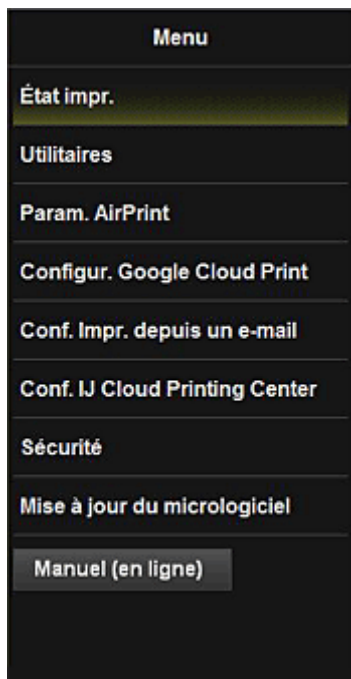 Menu
État impr.
Utilitaires
Param. AirPrint
Configur. Google Cloud Print
Conf. Impr. depuis un e-mail
Conf. IJ Cloud Printing Center
Sécurité
Mise à jour du micrologiciel
Manuel (en ligne)